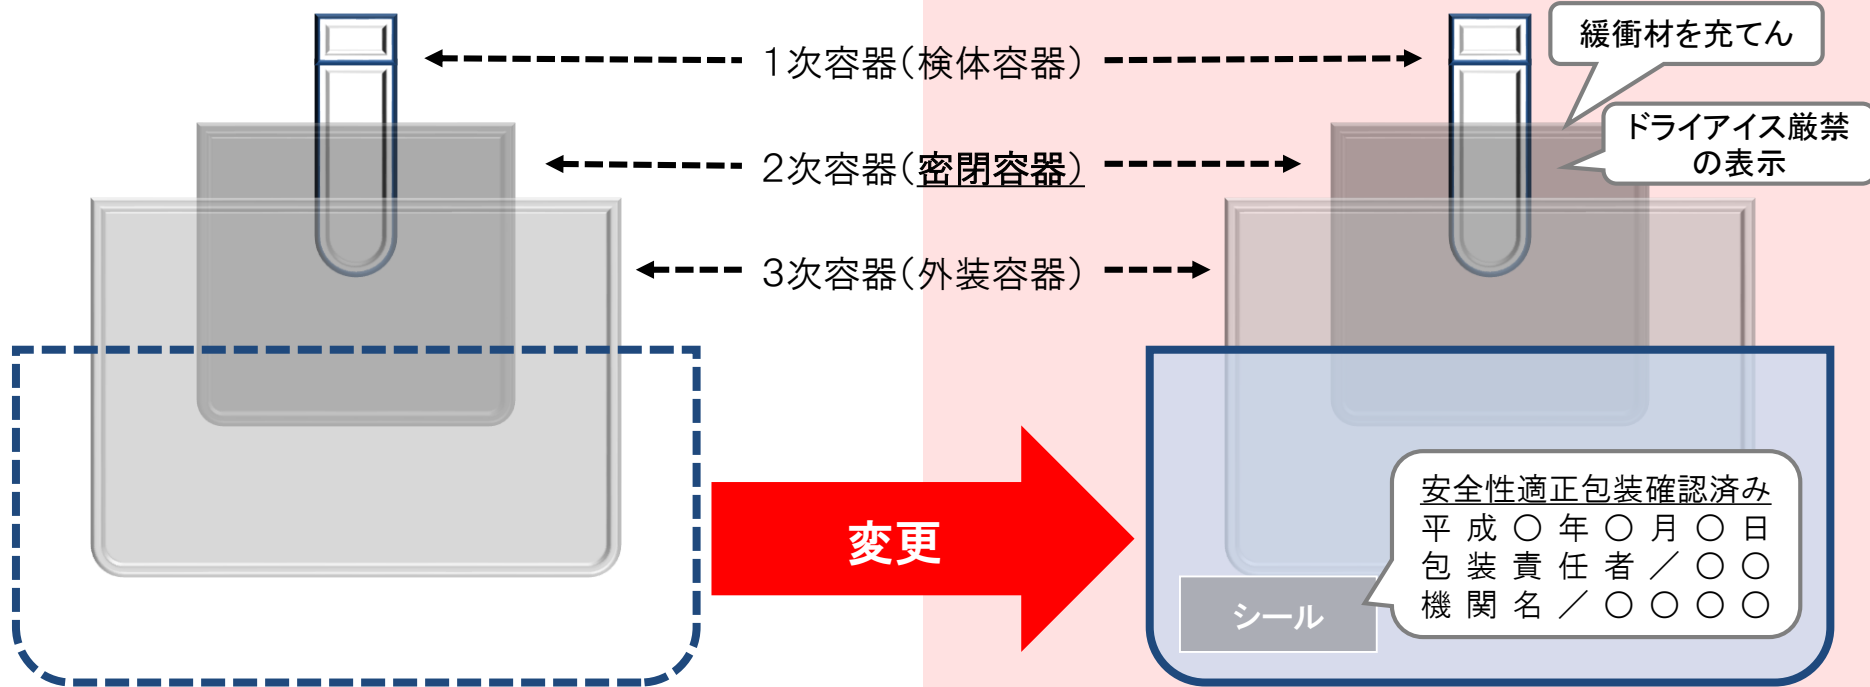 1次容器(検体容器)
2次容器(密閉容器)
3次容器(外装容器)
緩衝材を充てん
ドライアイス厳禁
の表示
変更
シール
安全性適正包装確認済み
平成○年○月○日
包装責任者／○○
機関名／○○○○